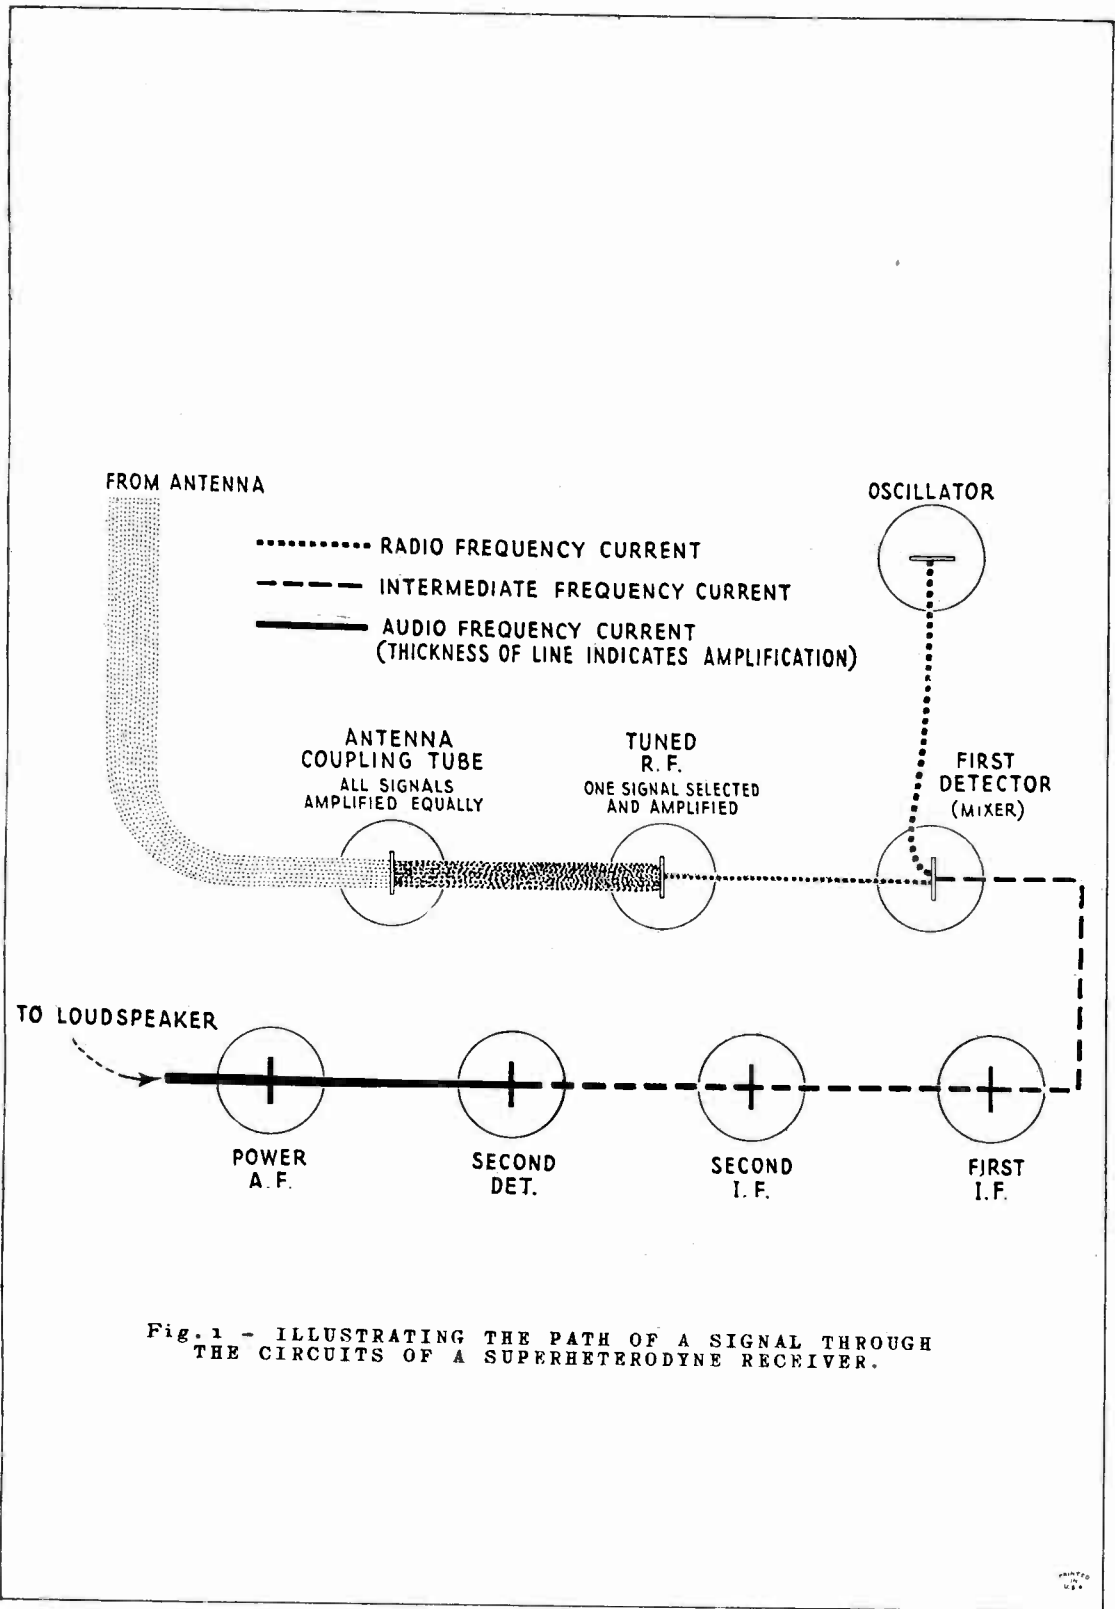 FROM ANTENNA
OSCILLATOR
RADIO FREQUENCY CURRENT
INTERMEDIATE FREQUENCY CURRENT
AUDIO FREQUENCY CURRENT
(THICKNESS OF LINE INDICATES AMPLIFICATION)
ANTENNA
COUPLING TUBE
ALL SIGNALS
AMPLIFIED EQUALLY
TUNED
R. F.
ONE SIGNAL SELECTED
AND AMPLIFIED
FIRST
DETECTOR
(MIXER)
TO LOUDSPEAKER
POWER
A. F.
SECOND
DET.
SECOND
I. F.
FIRST
I. F.
Fig. 1 - ILLUSTRATING THE PATH OF A SIGNAL THROUGH
THE CIRCUITS OF A SUPERHETERODYNE RECEIVER.
PRINTED
IN
U.S.A